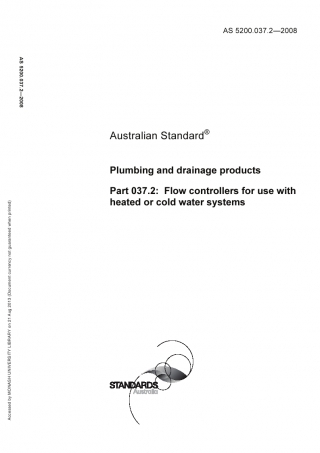 AS 5200.037.2—2008
AS 5200.037.2—2008
Australian Standard®
Plumbing and drainage products
Part 037.2: Flow controllers for use with
heated or cold water systems
Accessed by MONASH UNIVERSITY LIBRARY on 21 Aug 2012 (Document currency not guaranteed when printed)
STANDARDS
Australia